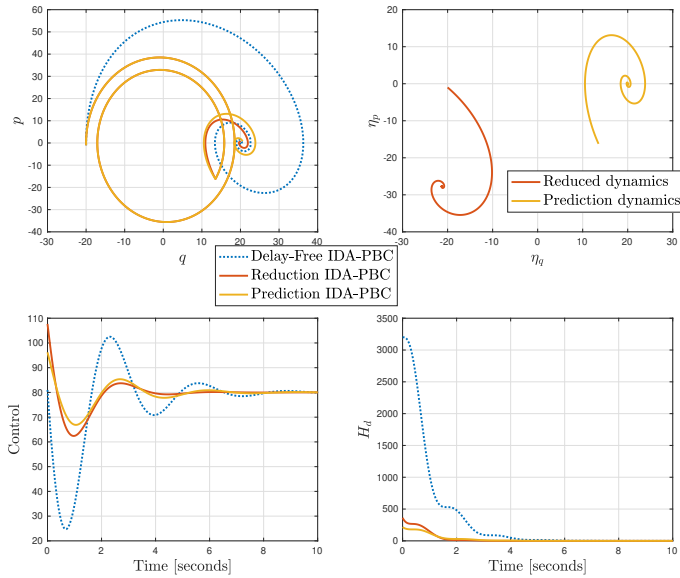 60
50
40
30
20
10
0
-10
-20
-30
-40
-30 -20 -10 0 10 20 30 40
p
q
20
10
0
-10
-20
-30
-40
-30 -20 -10 0 10 20 30
η_p
η_q
Reduced dynamics
Prediction dynamics
Delay-Free IDA-PBC
Reduction IDA-PBC
Prediction IDA-PBC
110
100
90
80
70
60
50
40
30
20
0 2 4 6 8 10
Control
Time [seconds]
3500
3000
2500
2000
1500
1000
500
0
0 2 4 6 8 10
H_d
Time [seconds]